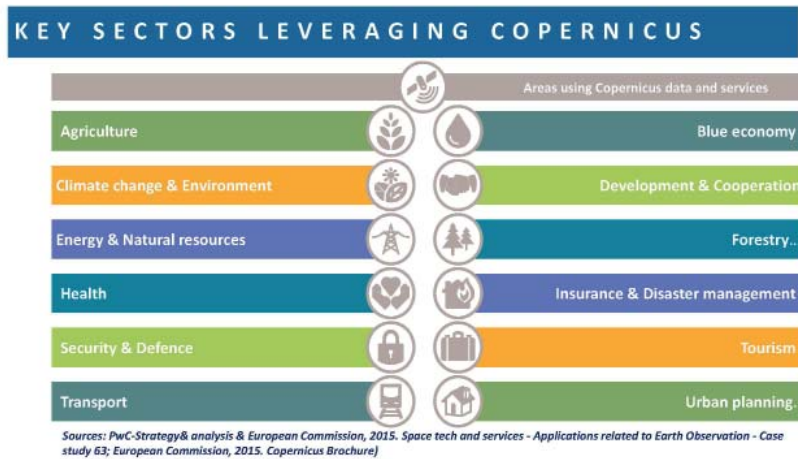 KEY SECTORS LEVERAGING COPERNICUS
Areas using Copernicus data and services
Agriculture
Blue economy
Climate change & Environment
Development & Cooperation
Energy & Natural resources
Forestry..
Health
Insurance & Disaster management
Security & Defence
Tourism
Transport
Urban planning..
Sources: PwC-Strategy& analysis & European Commission, 2015. Space tech and services - Applications related to Earth Observation - Case
study 63; European Commission, 2015. Copernicus Brochure)